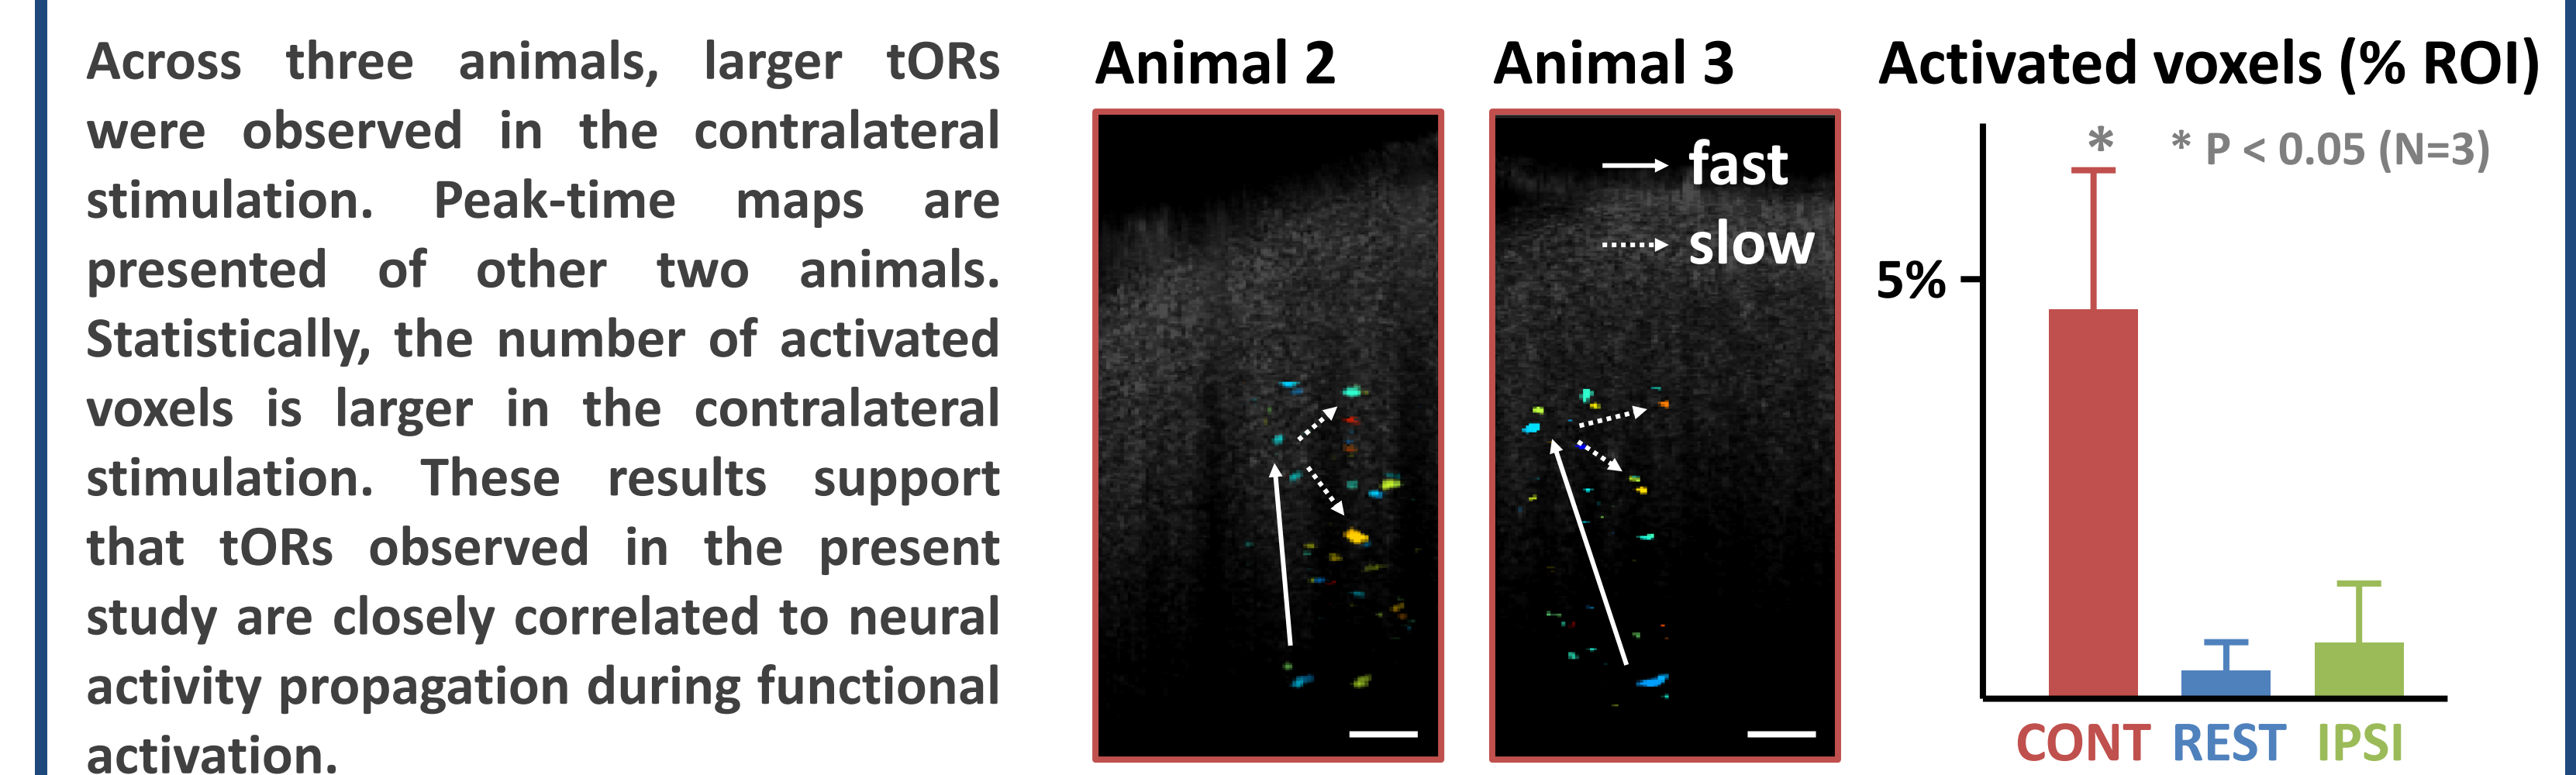 Across three animals, larger tORs
were observed in the contralateral
stimulation. Peak-time maps are
presented of other two animals.
Statistically, the number of activated
voxels is larger in the contralateral
stimulation. These results support
that tORs observed in the present
study are closely correlated to neural
activity propagation during functional
activation.
Animal 2
Animal 3
fast
slow
Activated voxels (% ROI)
*
* P < 0.05 (N=3)
5%
CONT REST IPSI